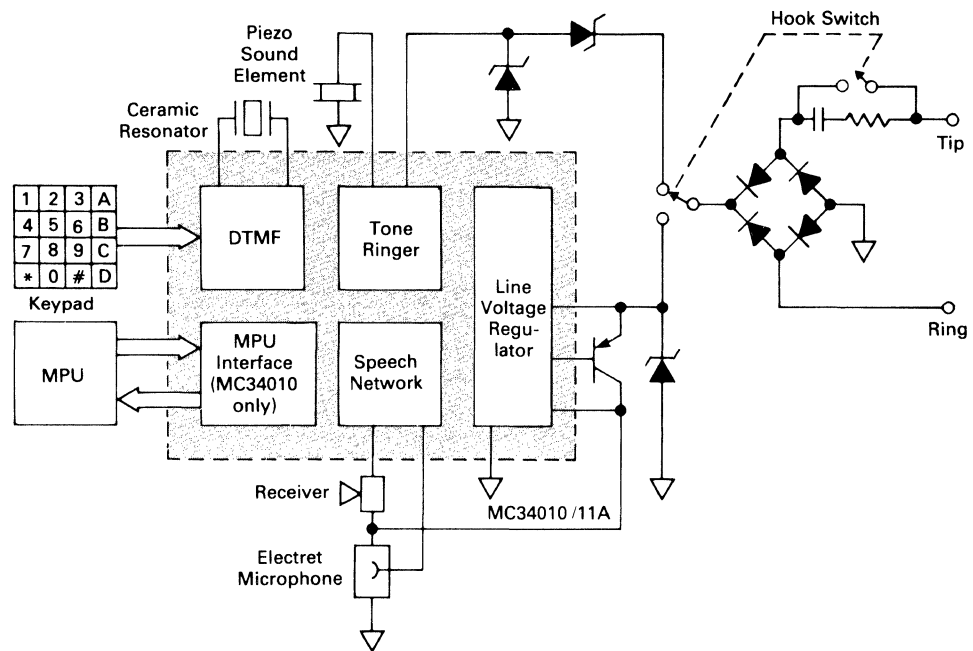 Hook Switch
Piezo
Sound
Element
Ceramic
Resonator
Tip
1 2 3 A
4 5 6 B
7 8 9 C
* 0 # D
Keypad
DTMF
Tone
Ringer
Line
Voltage
Regu-
lator
Ring
MPU
MPU
Interface
(MC34010
only)
Speech
Network
Receiver
MC34010/11A
Electret
Microphone